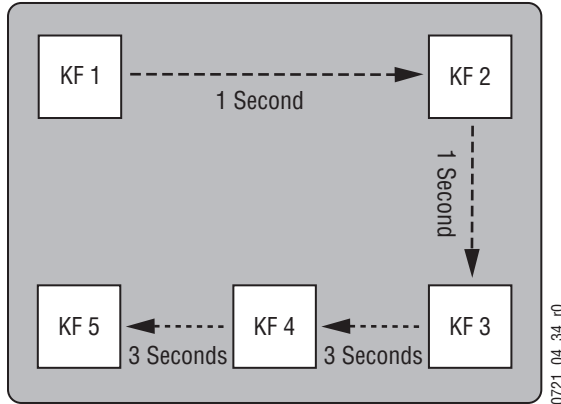 KF 1
KF 2
1 Second
1 Second
KF 5
KF 4
KF 3
3 Seconds
3 Seconds
0721_04_34_r0